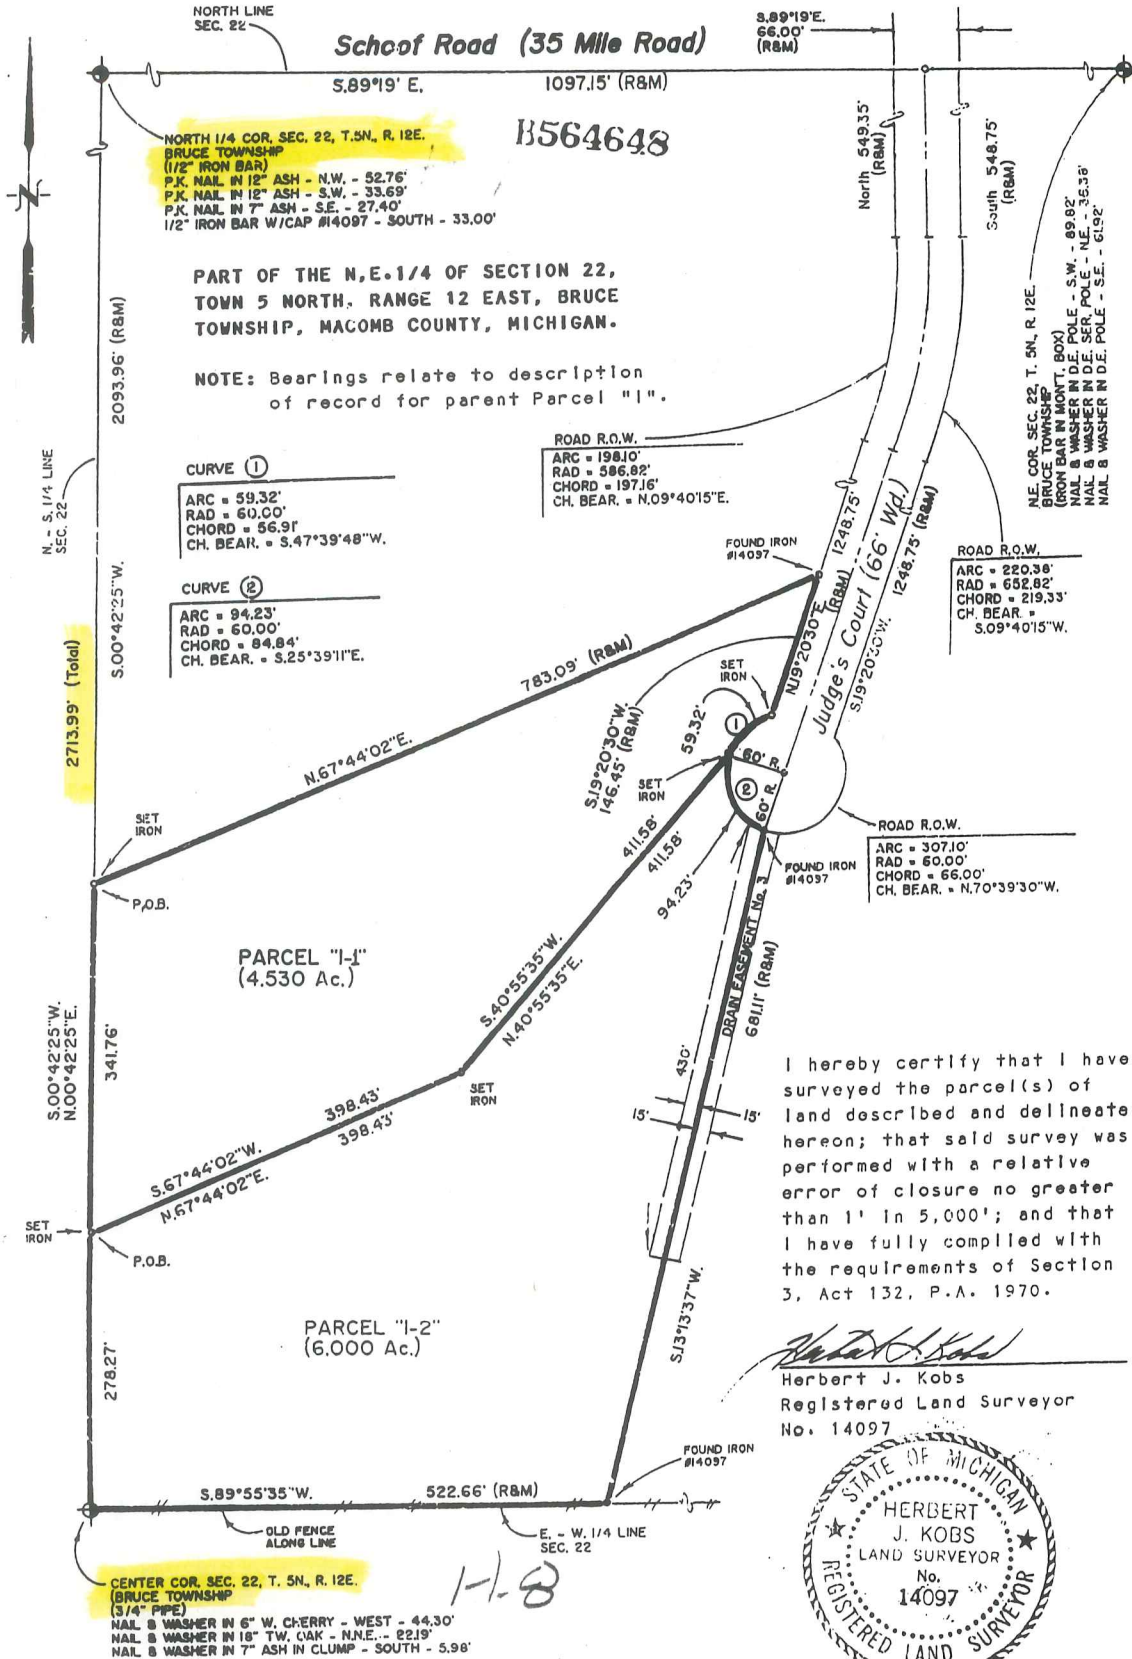 NORTH LINE
SEC. 22
Schoof Road (35 Mile Road)
S.89°19'E.
66.00'
(R&M)
S.89°19' E.
1097.15' (R&M)
B564648
NORTH 1/4 COR. SEC. 22, T.5N., R. 12E.
BRUCE TOWNSHIP
(1/2" IRON BAR)
P.K. NAIL IN 12" ASH - N.W. - 52.76'
P.K. NAIL IN 12" ASH - S.W. - 33.69'
P.K. NAIL IN 7" ASH - S.E. - 27.40'
1/2" IRON BAR W/CAP #14097 - SOUTH - 33.00'
North 549.35'
(R&M)
South 548.75'
(R&M)
N
PART OF THE N.E.1/4 OF SECTION 22,
TOWN 5 NORTH, RANGE 12 EAST, BRUCE
TOWNSHIP, MACOMB COUNTY, MICHIGAN.
NOTE: Bearings relate to description
of record for parent Parcel "I".
N.E. COR. SEC. 22, T. 5N., R. 12E.
BRUCE TOWNSHIP
(IRON BAR IN MON'T. BOX)
NAIL & WASHER IN D.E. POLE - S.W. - 89.82'
NAIL & WASHER IN D.E. SER. POLE - N.E. - 35.38'
NAIL & WASHER IN D.E. POLE - S.E. - 61.92'
2093.96' (R&M)
N. - S. 1/4 LINE
SEC. 22
S.00°42'25"W.
2713.99' (Total)
CURVE 1
ARC = 59.32'
RAD = 60.00'
CHORD = 56.91'
CH. BEAR. = S.47°39'48"W.
CURVE 2
ARC = 94.23'
RAD = 60.00'
CHORD = 84.84'
CH. BEAR. = S.25°39'11"E.
ROAD R.O.W.
ARC = 198.10'
RAD = 586.82'
CHORD = 197.16'
CH. BEAR. = N.09°40'15"E.
FOUND IRON
#14097
1248.75'
(R&M)
N.19°20'30"E.
Judge's Court (66' Wd.)
1248.75' (R&M)
S.19°20'30"W.
ROAD R.O.W.
ARC = 220.38'
RAD = 652.82'
CHORD = 219.33'
CH. BEAR. =
S.09°40'15"W.
783.09' (R&M)
N.67°44'02"E.
SET
IRON
S.19°20'30"W.
146.45' (R&M)
59.32'
1
60' R.
SET
IRON
2
60' R.
SET
IRON
P.O.B.
411.58'
411.58'
94.23'
FOUND IRON
#14097
ROAD R.O.W.
ARC = 307.10'
RAD = 60.00'
CHORD = 66.00'
CH. BEAR. = N.70°39'30"W.
PARCEL "I-1"
(4.530 Ac.)
S.40°55'35"W.
N.40°55'35"E.
DRAIN EASEMENT No. 3
681.11' (R&M)
S.00°42'25"W.
N.00°42'25"E.
341.76'
SET
IRON
430'
15'
15'
398.43'
398.43'
S.67°44'02"W.
N.67°44'02"E.
SET
IRON
P.O.B.
I hereby certify that I have
surveyed the parcel(s) of
land described and delineate
hereon; that said survey was
performed with a relative
error of closure no greater
than 1' in 5,000'; and that
I have fully complied with
the requirements of Section
3, Act 132, P.A. 1970.
PARCEL "I-2"
(6.000 Ac.)
278.27'
S.13°13'37"W.
Herbert J. Kobs
Herbert J. Kobs
Registered Land Surveyor
No. 14097
FOUND IRON
#14097
S.89°55'35"W.
522.66' (R&M)
OLD FENCE
ALONG LINE
E. - W. 1/4 LINE
SEC. 22
STATE OF MICHIGAN
HERBERT
J. KOBS
LAND SURVEYOR
No.
14097
REGISTERED LAND SURVEYOR
CENTER COR. SEC. 22, T. 5N., R. 12E.
(BRUCE TOWNSHIP
(3/4" PIPE)
NAIL & WASHER IN 6" W. CHERRY - WEST - 44.30'
NAIL & WASHER IN 18" TW. OAK - N.N.E. - 22.19'
NAIL & WASHER IN 7" ASH IN CLUMP - SOUTH - 5.98'
1-1-8